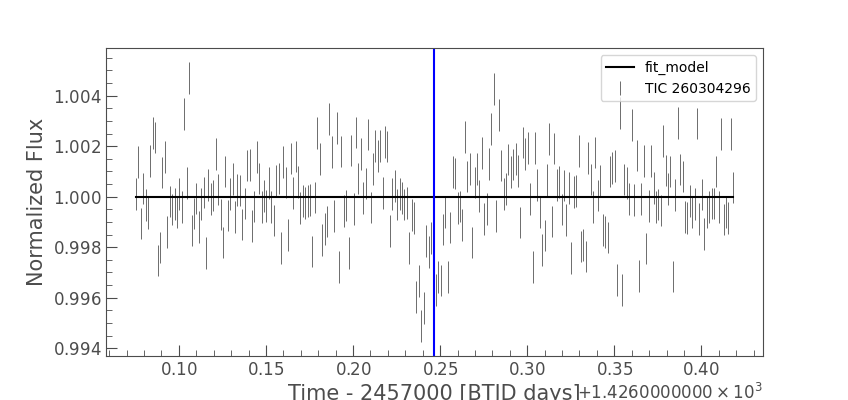 fit_model
TIC 260304296
Normalized Flux
1.004
1.002
1.000
0.998
0.996
0.994
0.10 0.15 0.20 0.25 0.30 0.35 0.40
Time - 2457000 [BTJD days]
+1.4260000000 × 10³